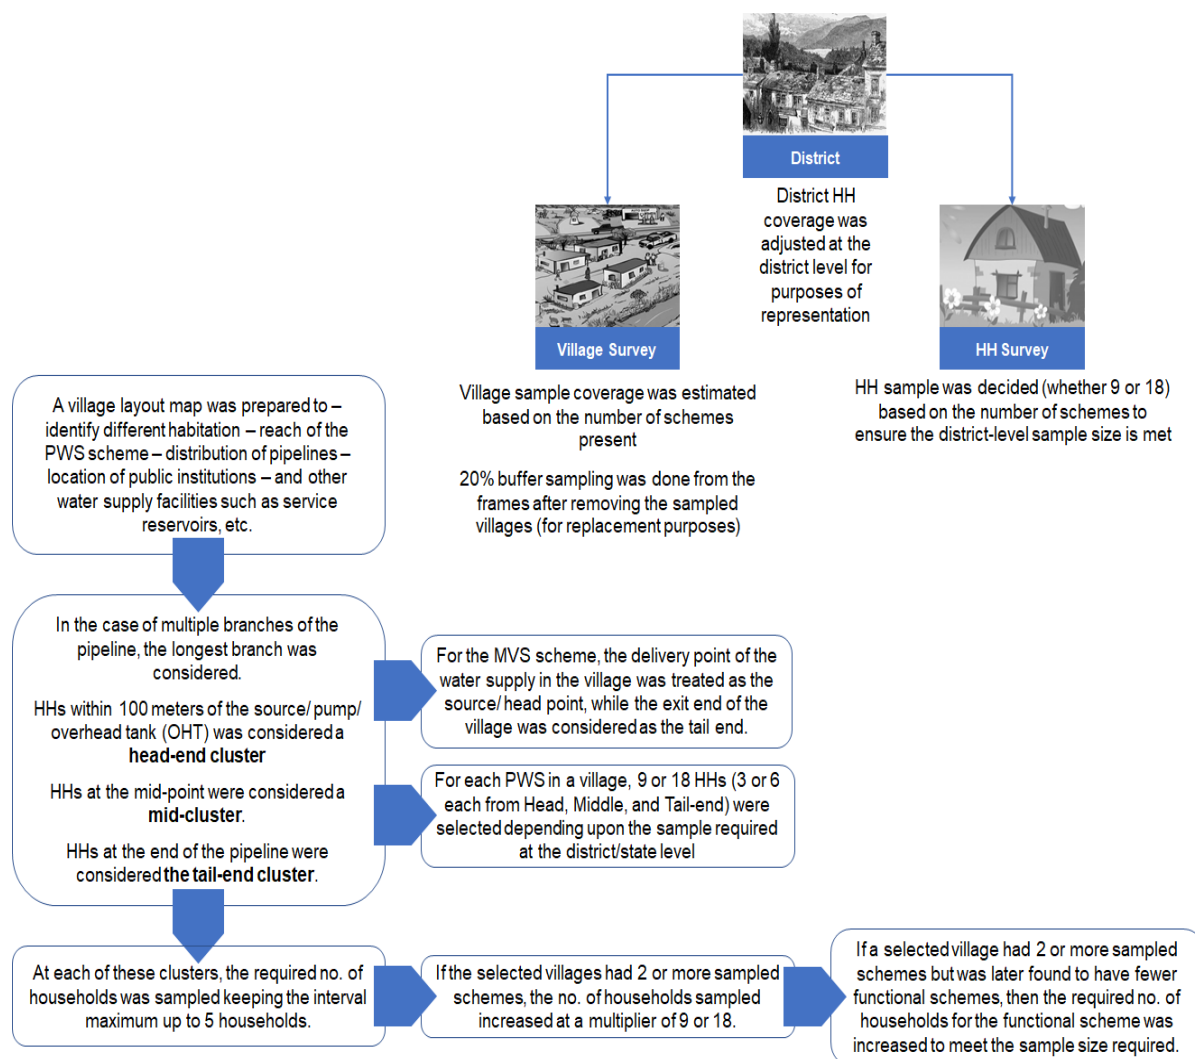 District
District HH
coverage was
adjusted at the
district level for
purposes of
representation
Village Survey
Village sample coverage was estimated
based on the number of schemes
present
20% buffer sampling was done from the
frames after removing the sampled
villages (for replacement purposes)
HH Survey
HH sample was decided (whether 9 or 18)
based on the number of schemes to
ensure the district-level sample size is met
A village layout map was prepared to –
identify different habitation – reach of the
PWS scheme – distribution of pipelines –
location of public institutions – and other
water supply facilities such as service
reservoirs, etc.
In the case of multiple branches of the
pipeline, the longest branch was
considered.
HHs within 100 meters of the source/ pump/
overhead tank (OHT) was considered a
head-end cluster
HHs at the mid-point were considered a
mid-cluster.
HHs at the end of the pipeline were
considered the tail-end cluster.
For the MVS scheme, the delivery point of the
water supply in the village was treated as the
source/ head point, while the exit end of the
village was considered as the tail end.
For each PWS in a village, 9 or 18 HHs (3 or 6
each from Head, Middle, and Tail-end) were
selected depending upon the sample required
at the district/state level
At each of these clusters, the required no. of
households was sampled keeping the interval
maximum up to 5 households.
If the selected villages had 2 or more sampled
schemes, the no. of households sampled
increased at a multiplier of 9 or 18.
If a selected village had 2 or more sampled
schemes but was later found to have fewer
functional schemes, then the required no. of
households for the functional scheme was
increased to meet the sample size required.